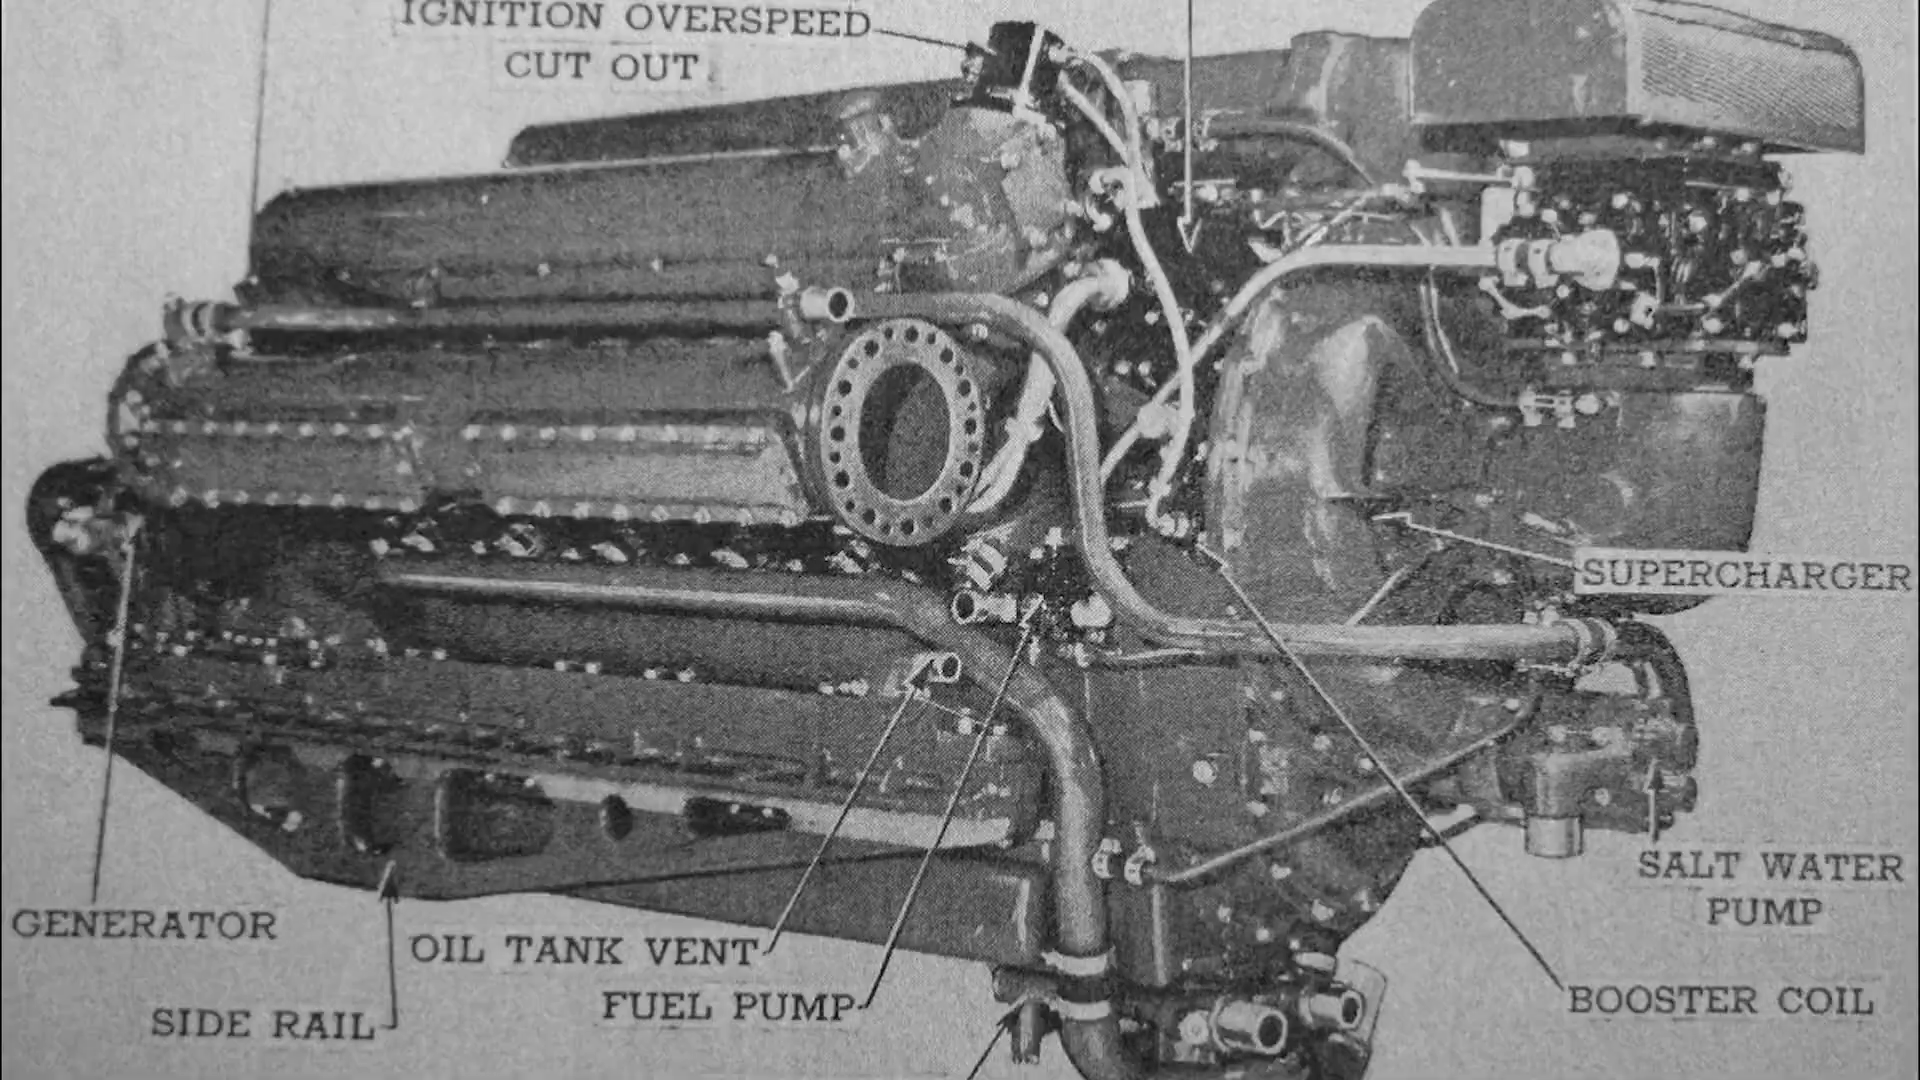 IGNITION OVERSPEED
CUT OUT
SUPERCHARGER
SALT WATER
PUMP
GENERATOR
OIL TANK VENT
FUEL PUMP
BOOSTER COIL
SIDE RAIL